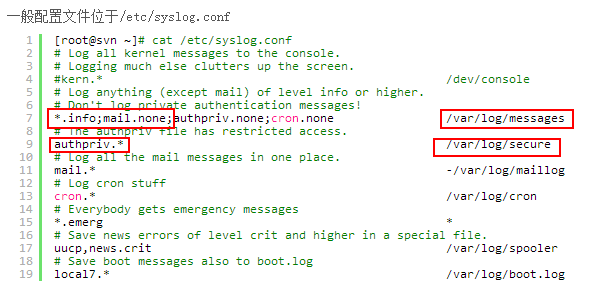 一般配置文件位于/etc/syslog.conf
1 [root@svn ~]# cat /etc/syslog.conf
2 # Log all kernel messages to the console.
3 # Logging much else clutters up the screen.
4 #kern.* /dev/console
5 # Log anything (except mail) of level info or higher.
6 # Don't log private authentication messages!
7 *.info;mail.none;authpriv.none;cron.none /var/log/messages
8 # The authpriv file has restricted access.
9 authpriv.* /var/log/secure
10 # Log all the mail messages in one place.
11 mail.* -/var/log/maillog
12 # Log cron stuff
13 cron.* /var/log/cron
14 # Everybody gets emergency messages
15 *.emerg *
16 # Save news errors of level crit and higher in a special file.
17 uucp,news.crit /var/log/spooler
18 # Save boot messages also to boot.log
19 local7.* /var/log/boot.log